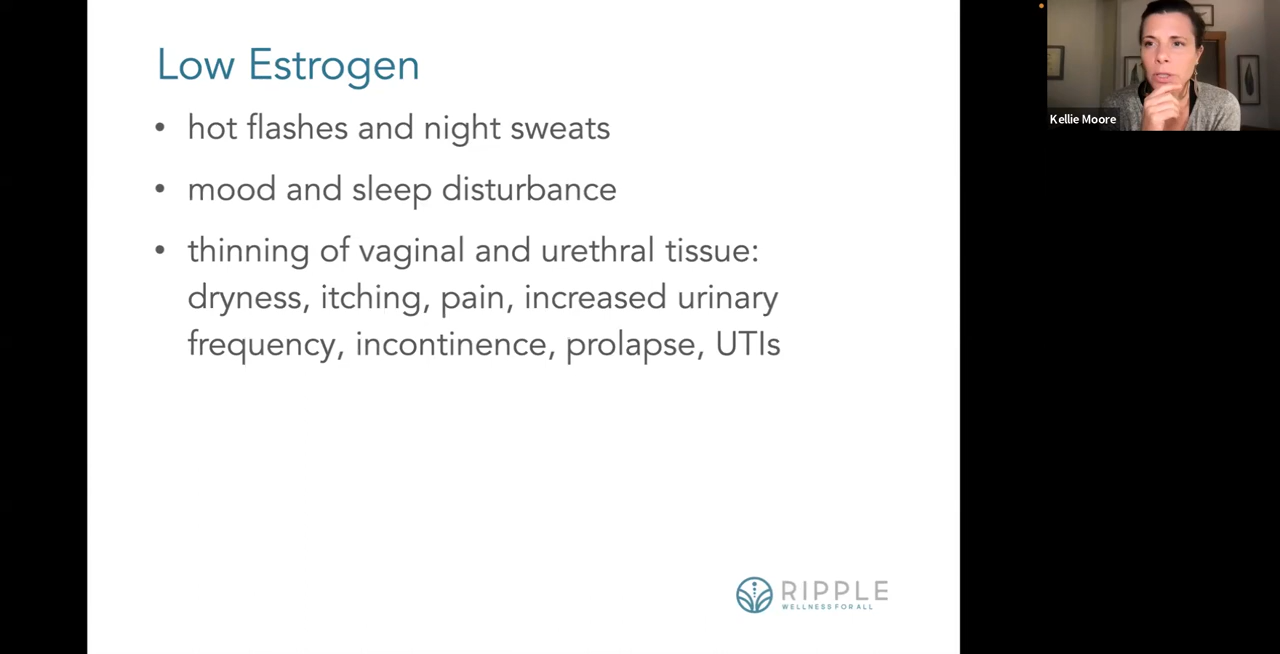 Low Estrogen
• hot flashes and night sweats
• mood and sleep disturbance
• thinning of vaginal and urethral tissue:
dryness, itching, pain, increased urinary
frequency, incontinence, prolapse, UTIs
RIPPLE
WELLNESS FOR ALL
Kellie Moore